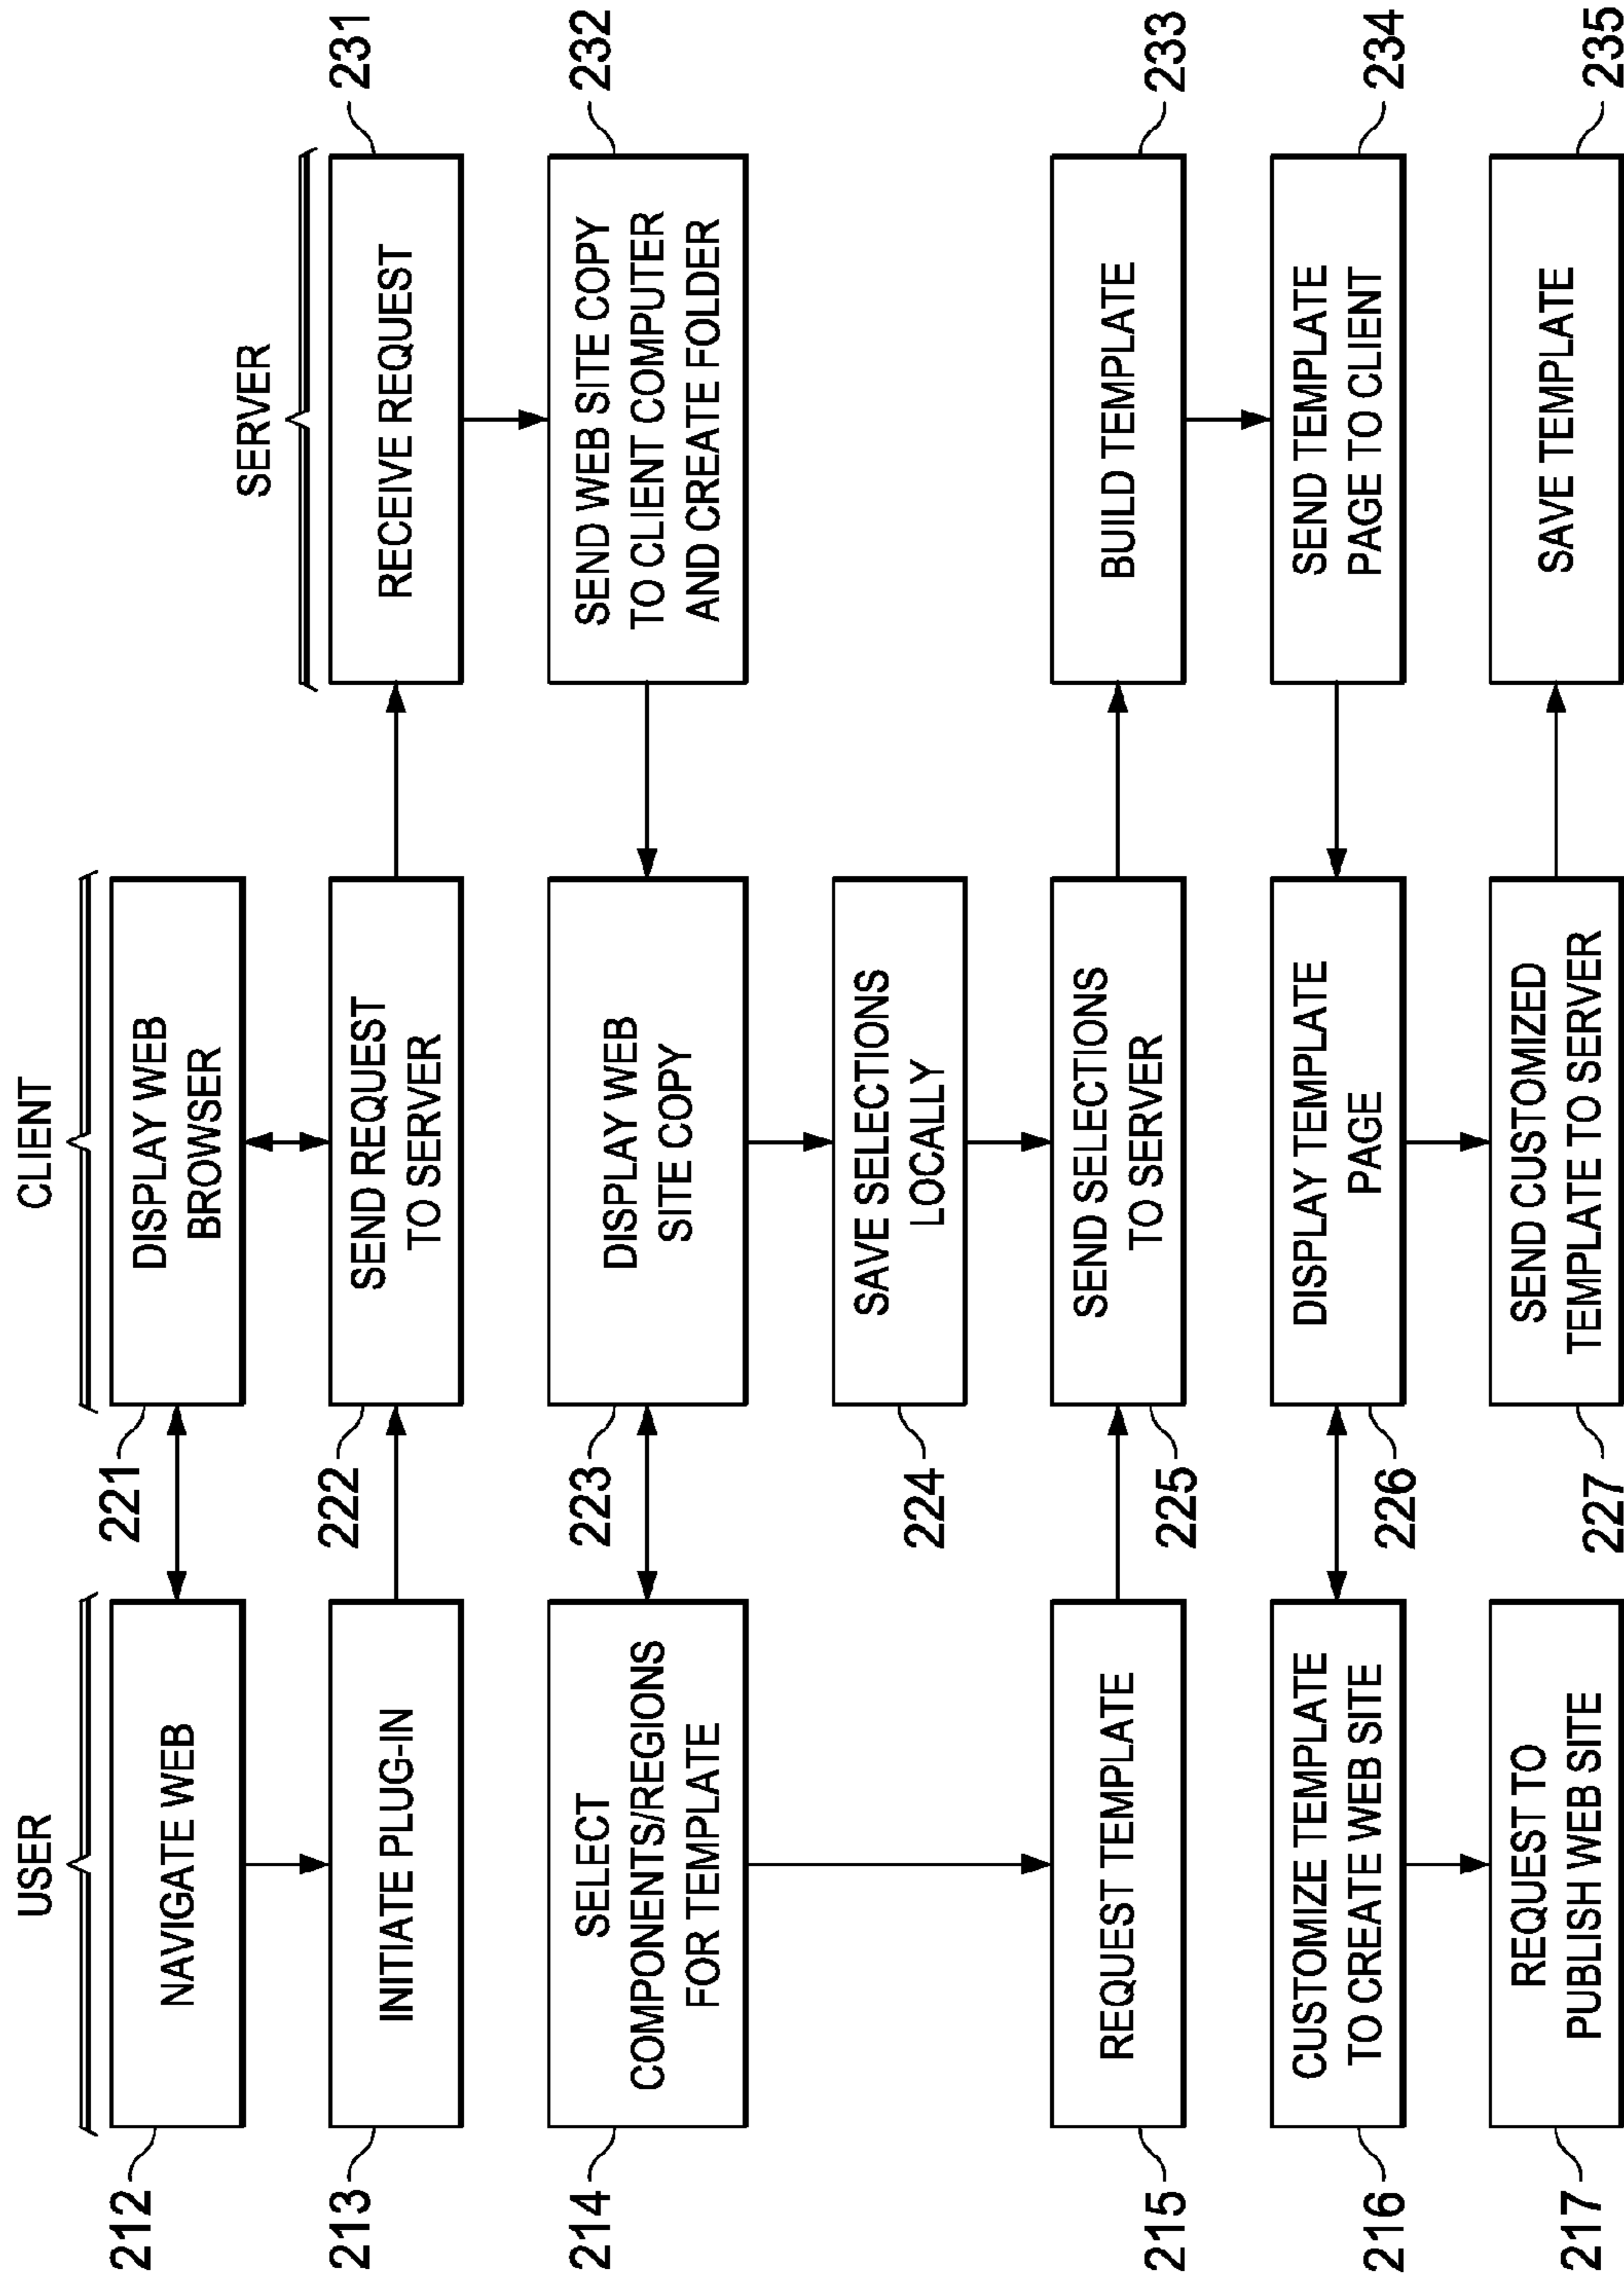 USER
CLIENT
SERVER
212
NAVIGATE WEB
221
DISPLAY WEB
BROWSER
213
INITIATE PLUG-IN
222
SEND REQUEST
TO SERVER
RECEIVE REQUEST
231
214
SELECT
COMPONENTS/REGIONS
FOR TEMPLATE
223
DISPLAY WEB
SITE COPY
SEND WEB SITE COPY
TO CLIENT COMPUTER
AND CREATE FOLDER
232
224
SAVE SELECTIONS
LOCALLY
215
REQUEST TEMPLATE
225
SEND SELECTIONS
TO SERVER
BUILD TEMPLATE
233
216
CUSTOMIZE TEMPLATE
TO CREATE WEB SITE
226
DISPLAY TEMPLATE
PAGE
SEND TEMPLATE
PAGE TO CLIENT
234
217
REQUEST TO
PUBLISH WEB SITE
227
SEND CUSTOMIZED
TEMPLATE TO SERVER
SAVE TEMPLATE
235